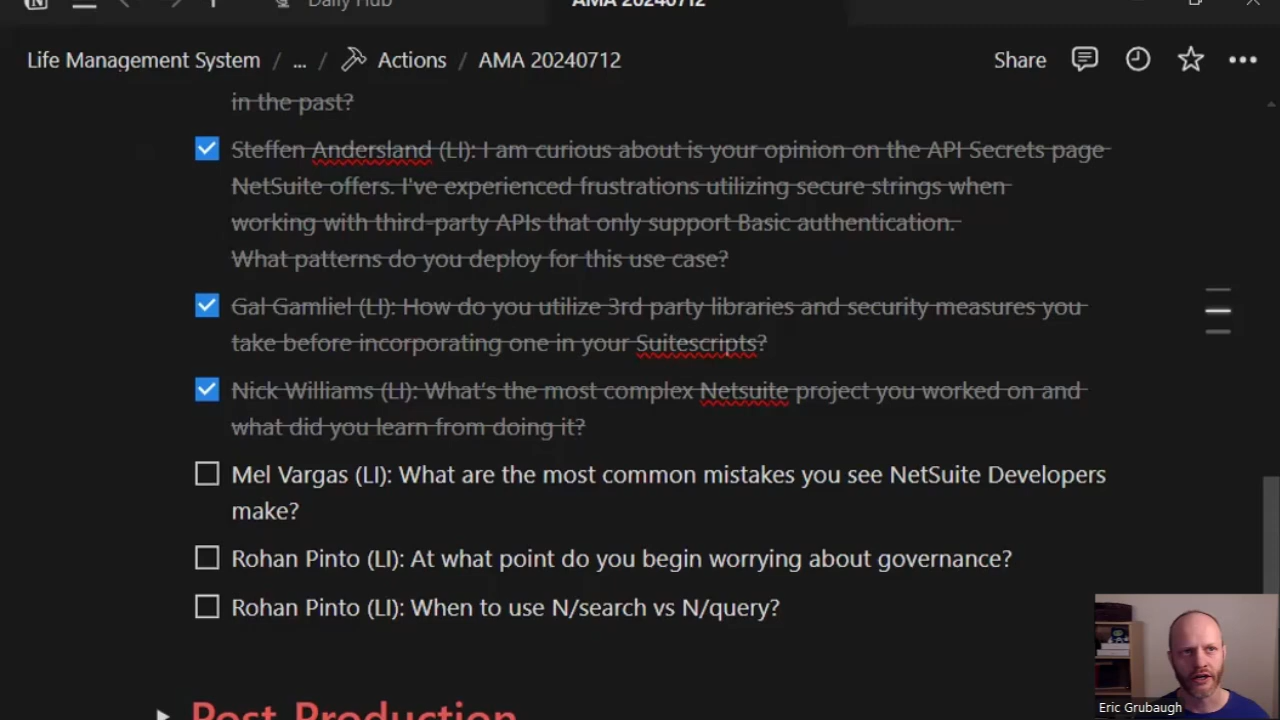 Daily Hub
AMA 20240712
Life Management System / ... / Actions / AMA 20240712
Share
in the past?
Steffen Andersland (LI): I am curious about is your opinion on the API Secrets page
NetSuite offers. I've experienced frustrations utilizing secure strings when
working with third-party APIs that only support Basic authentication.
What patterns do you deploy for this use case?
Gal Gamliel (LI): How do you utilize 3rd party libraries and security measures you
take before incorporating one in your Suitescripts?
Nick Williams (LI): What's the most complex Netsuite project you worked on and
what did you learn from doing it?
Mel Vargas (LI): What are the most common mistakes you see NetSuite Developers
make?
Rohan Pinto (LI): At what point do you begin worrying about governance?
Rohan Pinto (LI): When to use N/search vs N/query?
Post-Production
Eric Grubaugh